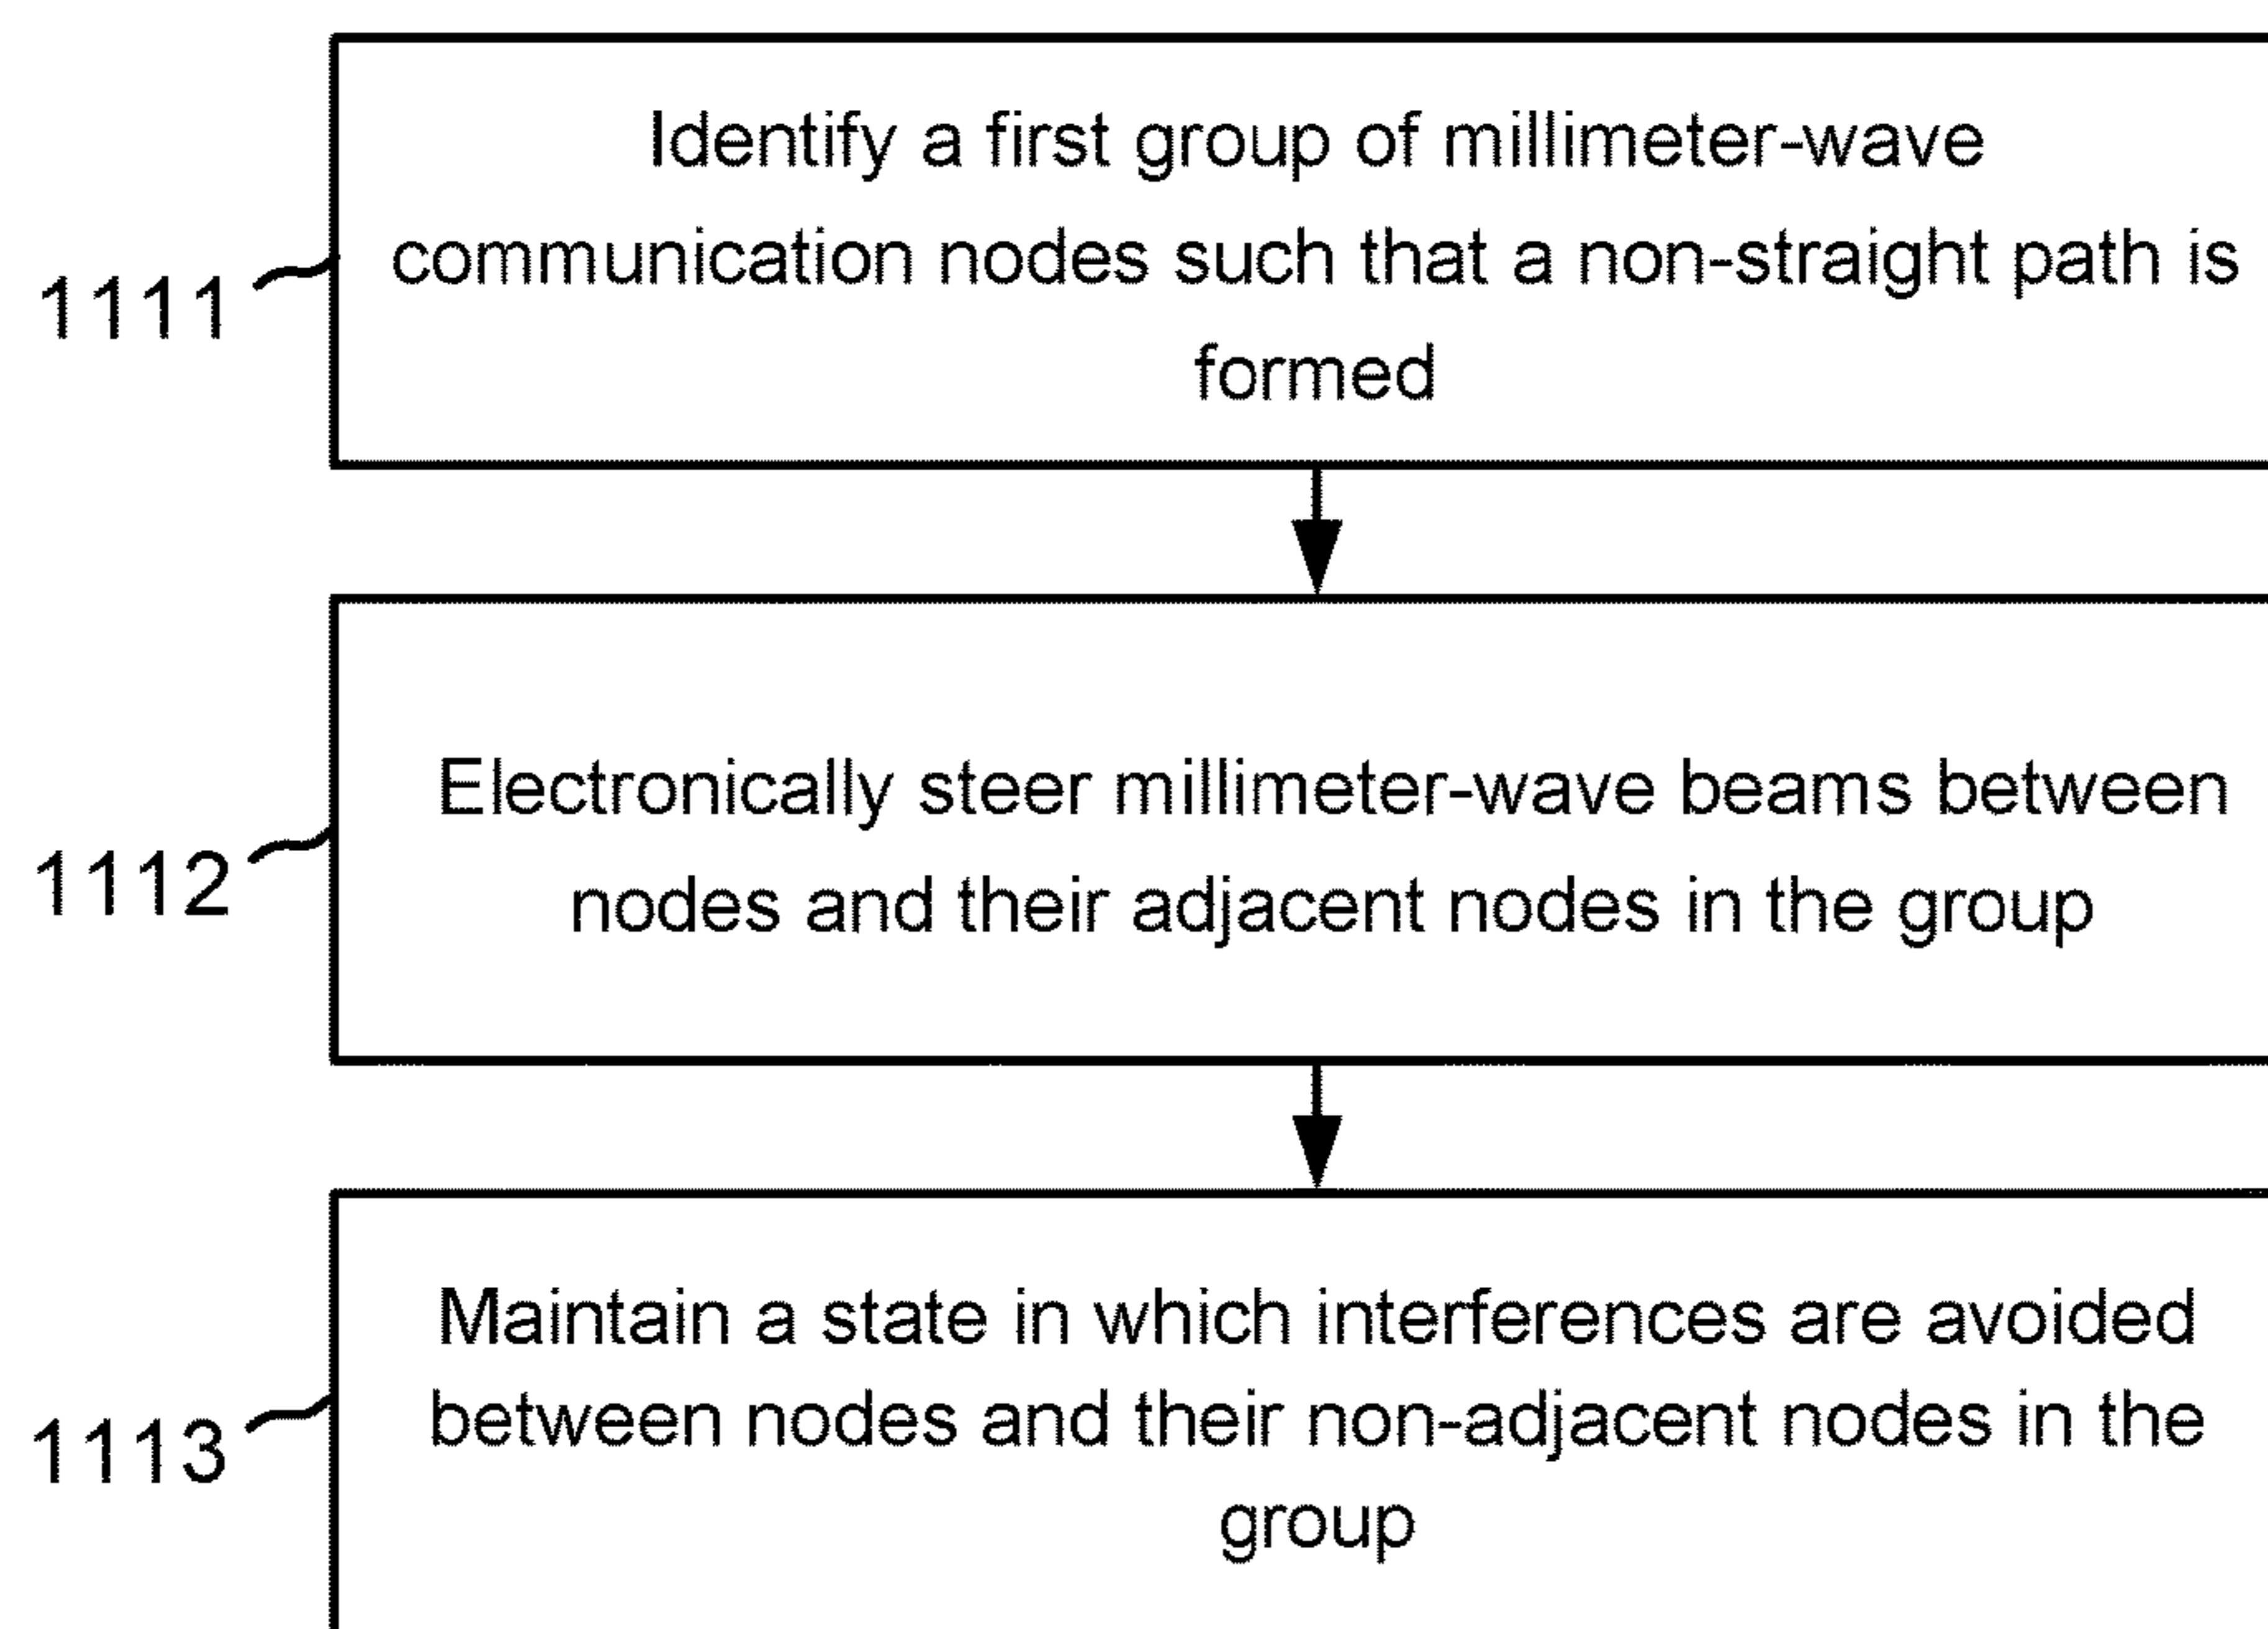 Identify a first group of millimeter-wave
communication nodes such that a non-straight path is
formed
1111
Electronically steer millimeter-wave beams between
nodes and their adjacent nodes in the group
1112
Maintain a state in which interferences are avoided
between nodes and their non-adjacent nodes in the
group
1113